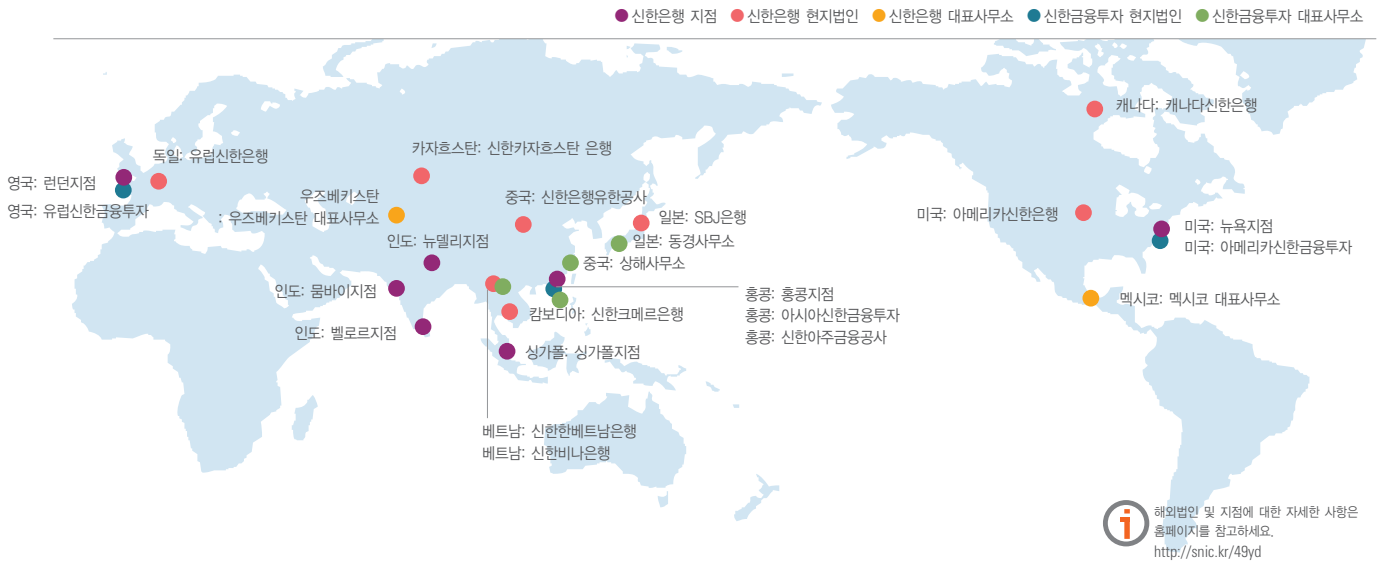 신한은행 지점 신한은행 현지법인 신한은행 대표사무소 신한금융투자 현지법인 신한금융투자 대표사무소
캐나다: 캐나다신한은행
카자흐스탄: 신한카자흐스탄 은행
독일: 유럽신한은행
영국: 런던지점
영국: 유럽신한금융투자
우즈베키스탄
: 우즈베키스탄 대표사무소
중국: 신한은행유한공사
일본: SBJ은행
일본: 동경사무소
중국: 상해사무소
인도: 뉴델리지점
인도: 뭄바이지점
인도: 벨로르지점
미국: 아메리카신한은행
미국: 뉴욕지점
미국: 아메리카신한금융투자
멕시코: 멕시코 대표사무소
홍콩: 홍콩지점
홍콩: 아시아신한금융투자
홍콩: 신한아주금융공사
캄보디아: 신한크메르은행
싱가폴: 싱가폴지점
베트남: 신한한베트남은행
베트남: 신한비나은행
i
해외법인 및 지점에 대한 자세한 사항은
홈페이지를 참고하세요.
http://snic.kr/49yd